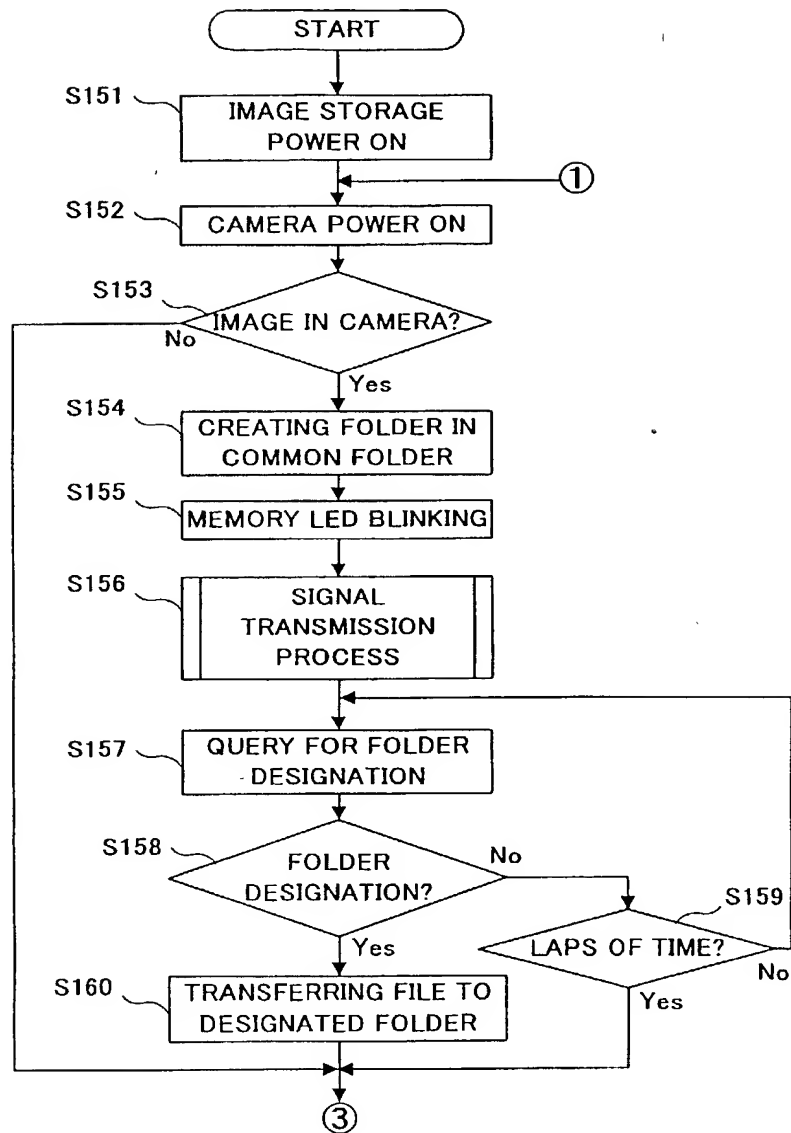 START
S151
IMAGE STORAGE
POWER ON
①
S152
CAMERA POWER ON
S153
IMAGE IN CAMERA?
No
Yes
S154
CREATING FOLDER IN
COMMON FOLDER
S155
MEMORY LED BLINKING
S156
SIGNAL
TRANSMISSION
PROCESS
S157
QUERY FOR FOLDER
DESIGNATION
S158
FOLDER
DESIGNATION?
No
Yes
S159
LAPS OF TIME?
No
Yes
S160
TRANSFERRING FILE TO
DESIGNATED FOLDER
③